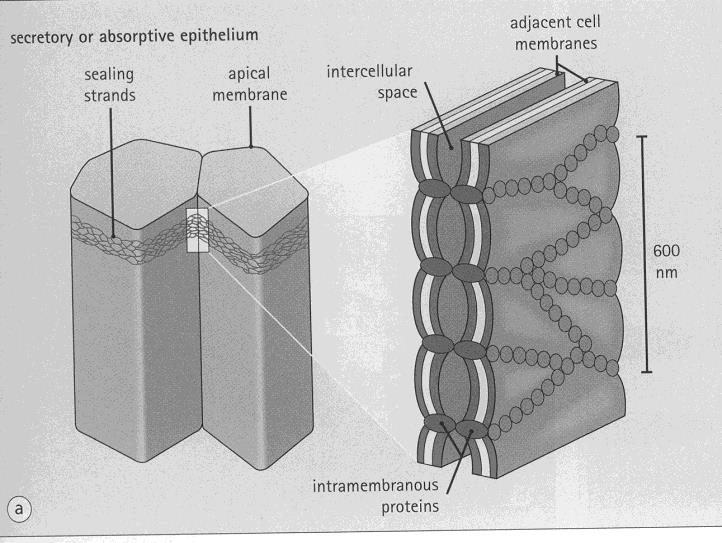 secretory or absorptive epithelium
sealing
strands
apical
membrane
intercellular
space
adjacent cell
membranes
600
nm
intramembranous
proteins
a